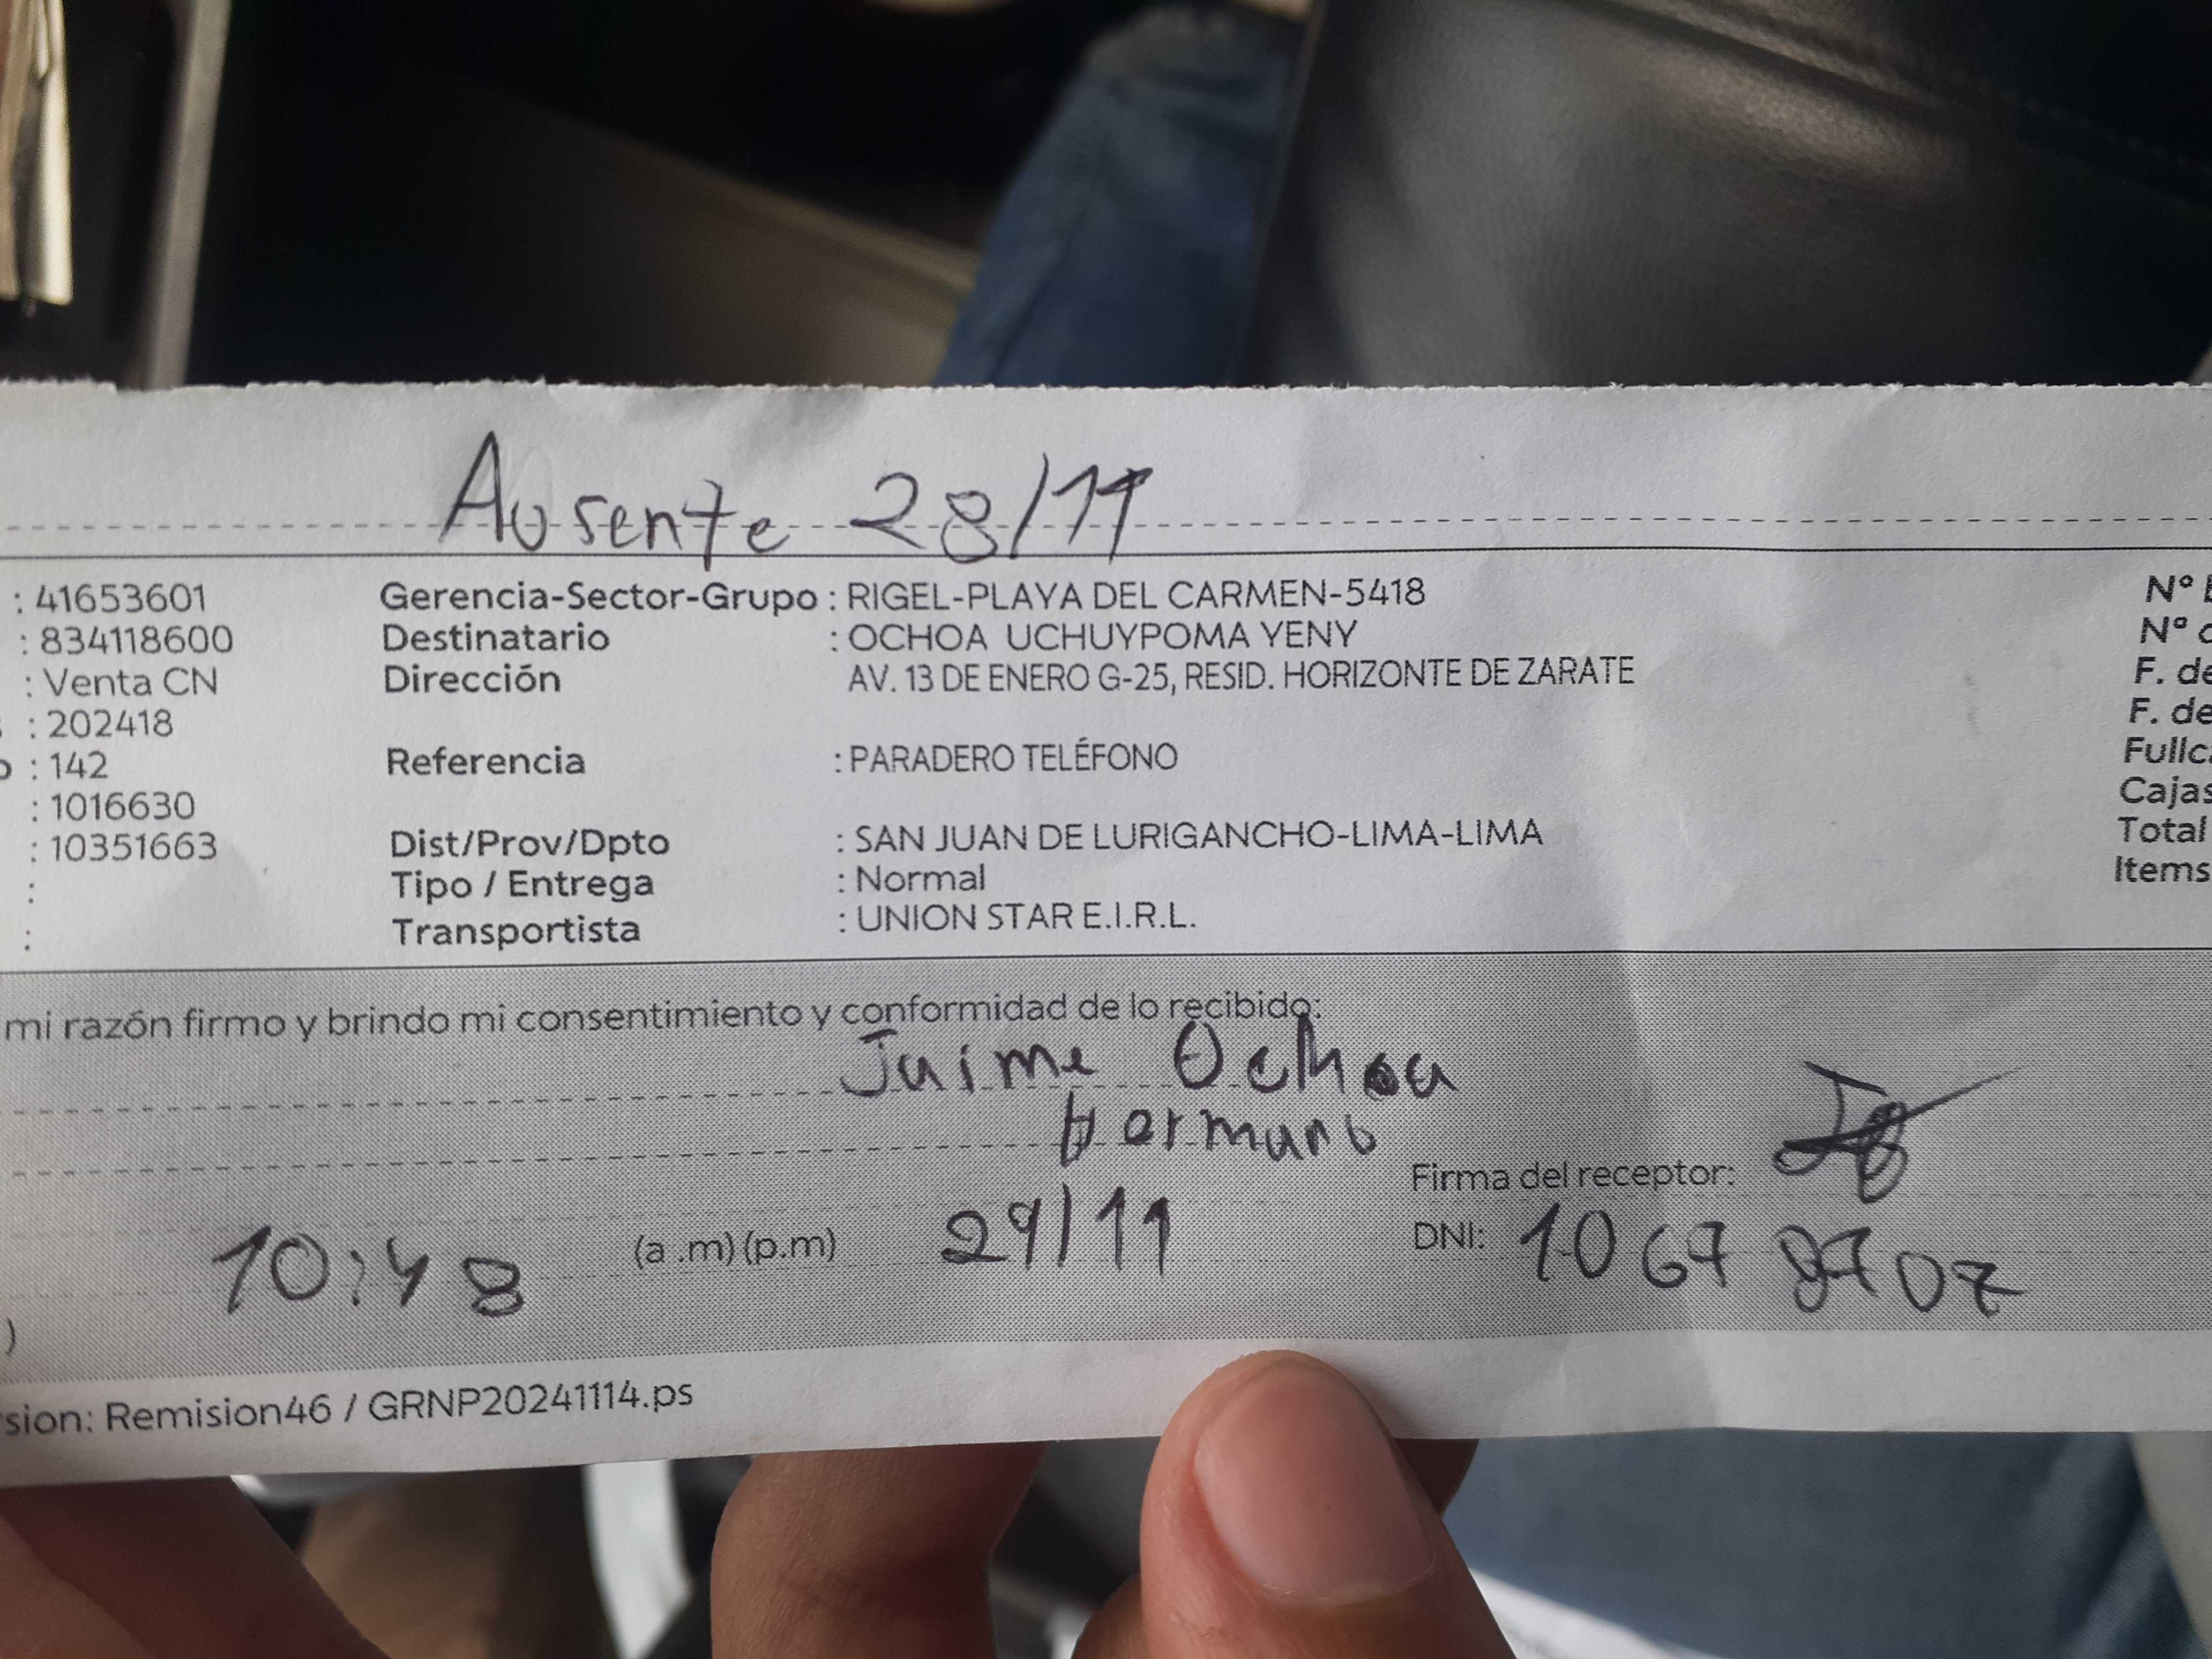 Ausente 28/11
: 41653601 Gerencia-Sector-Grupo : RIGEL-PLAYA DEL CARMEN-5418 N°
: 834118600 Destinatario : OCHOA UCHUYPOMA YENY N°
: Venta CN Dirección AV. 13 DE ENERO G-25, RESID. HORIZONTE DE ZARATE F. de
: 202418 F. de
: 142 Referencia : PARADERO TELÉFONO Fullc
: 1016630 Cajas
: 10351663 Dist/Prov/Dpto : SAN JUAN DE LURIGANCHO-LIMA-LIMA Total
: Tipo / Entrega : Normal Items
: Transportista : UNION STAR E.I.R.L.
mi razón firmo y brindo mi consentimiento y conformidad de lo recibido:
Jaime Ochoa
Hermano
Firma del receptor:
10:48 (a .m) (p.m) 29/11 DNI:
)
sion: Remision46 / GRNP20241114.ps